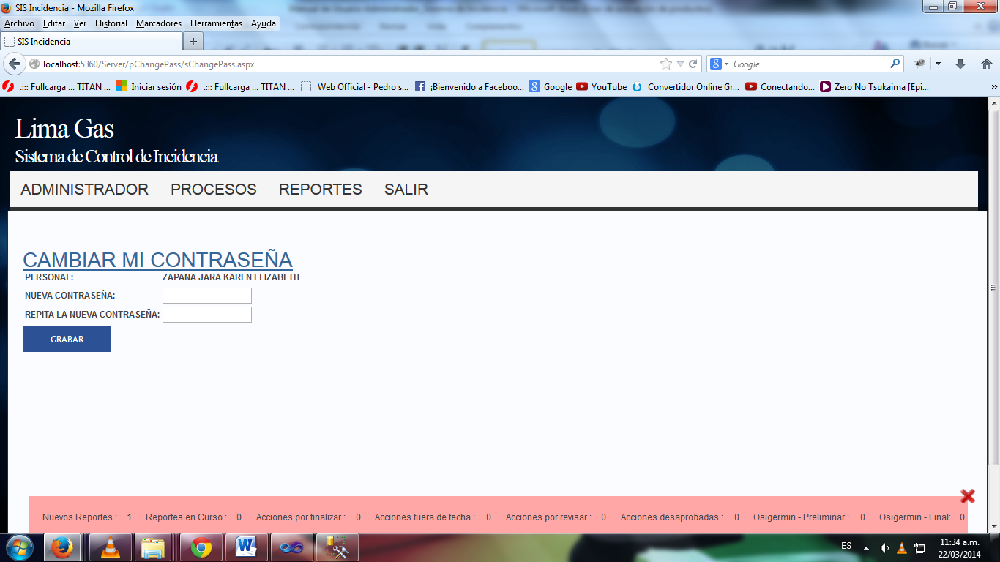 SIS Incidencia - Mozilla Firefox
Archivo Editar Ver Historial Marcadores Herramientas Ayuda
SIS Incidencia
localhost:5360/Server/pChangePass/sChangePass.aspx
Google
.::: Fullcarga ... TITAN ... Iniciar sesión .::: Fullcarga ... TITAN ... Web Official - Pedro s... ¡Bienvenido a Faceboo... Google YouTube Convertidor Online Gr... Conectando... Zero No Tsukaima [Epi... »
Lima Gas
Sistema de Control de Incidencia
ADMINISTRADOR PROCESOS REPORTES SALIR
CAMBIAR MI CONTRASEÑA
PERSONAL: ZAPANA JARA KAREN ELIZABETH
NUEVA CONTRASEÑA:
REPITA LA NUEVA CONTRASEÑA:
GRABAR
Nuevos Reportes : 1 Reportes en Curso : 0 Acciones por finalizar : 0 Acciones fuera de fecha : 0 Acciones por revisar : 0 Acciones desaprobadas : 0 Osigermin - Preliminar : 0 Osigermin - Final: 0
ES 11:34 a.m.
22/03/2014